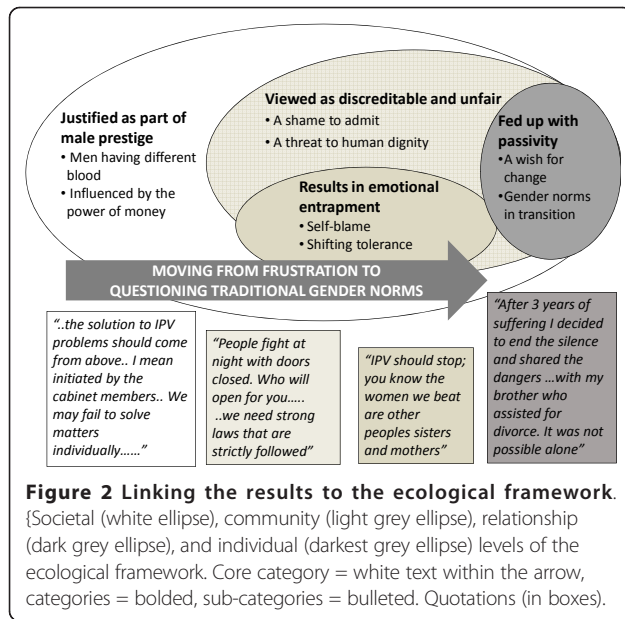 Justified as part of
male prestige
• Men having different
blood
• Influenced by the
power of money
Viewed as discreditable and unfair
• A shame to admit
• A threat to human dignity
Results in emotional
entrapment
• Self-blame
• Shifting tolerance
Fed up with
passivity
• A wish for
change
• Gender norms
in transition
MOVING FROM FRUSTRATION TO
QUESTIONING TRADITIONAL GENDER NORMS
“..the solution to IPV
problems should come
from above.. I mean
initiated by the
cabinet members.. We
may fail to solve
matters
individually……”
“People fight at
night with doors
closed. Who will
open for you…..
..we need strong
laws that are
strictly followed”
“IPV should stop;
you know the
women we beat
are other
peoples sisters
and mothers”
“After 3 years of
suffering I decided
to end the silence
and shared the
dangers …with my
brother who
assisted for
divorce. It was not
possible alone”
Figure 2 Linking the results to the ecological framework.
{Societal (white ellipse), community (light grey ellipse), relationship
(dark grey ellipse), and individual (darkest grey ellipse) levels of the
ecological framework. Core category = white text within the arrow,
categories = bolded, sub-categories = bulleted. Quotations (in boxes).